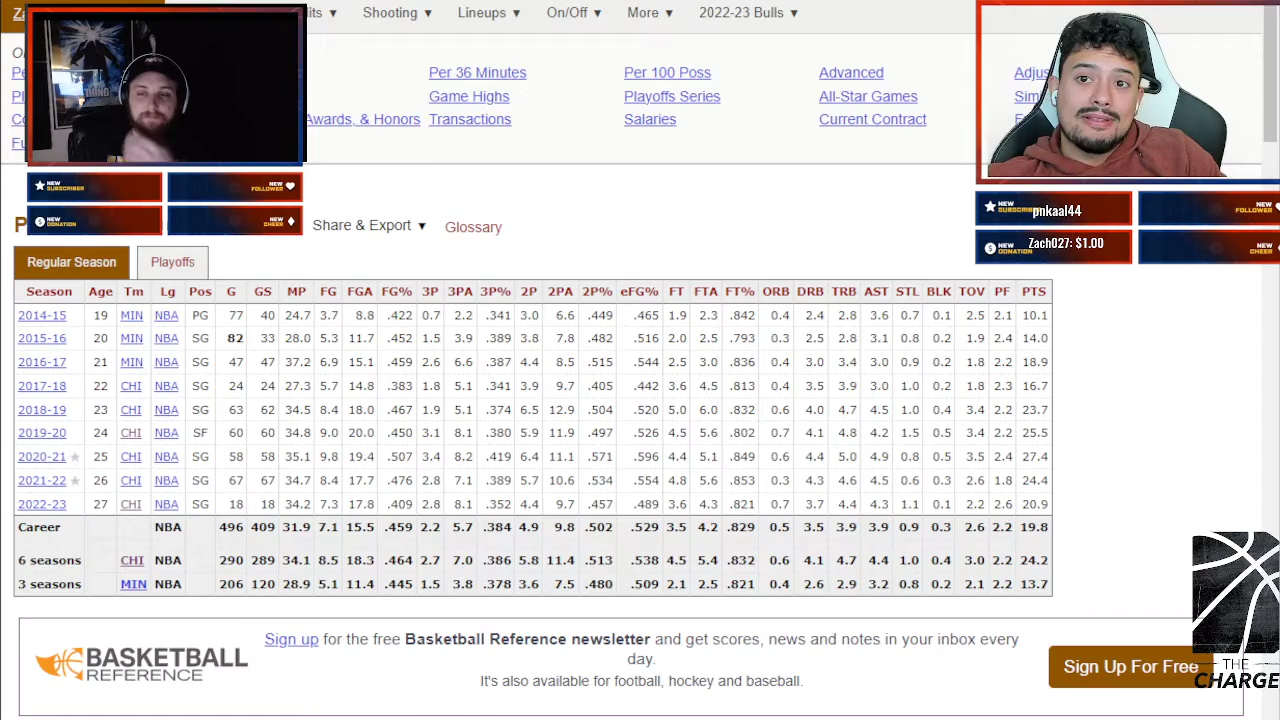 Za
lits ▼ Shooting ▼ Lineups ▼ On/Off ▼ More ▼ 2022-23 Bulls ▼
Per 36 Minutes Per 100 Poss Advanced Adjus
Game Highs Playoffs Series All-Star Games Sim
Awards, & Honors Transactions Salaries Current Contract
THING
NEW SUBSCRIBER NEW FOLLOWER
NEW DONATION NEW CHEER
NEW SUBSCRIBER pnkaal44 NEW FOLLOWER
NEW DONATION Zach027: $1.00 NEW CHEER
P Share & Export ▼ Glossary
Regular Season Playoffs
Season Age Tm Lg Pos G GS MP FG FGA FG% 3P 3PA 3P% 2P 2PA 2P% eFG% FT FTA FT% ORB DRB TRB AST STL BLK TOV PF PTS
2014-15 19 MIN NBA PG 77 40 24.7 3.7 8.8 .422 0.7 2.2 .341 3.0 6.6 .449 .465 1.9 2.3 .842 0.4 2.4 2.8 3.6 0.7 0.1 2.5 2.1 10.1
2015-16 20 MIN NBA SG 82 33 28.0 5.3 11.7 .452 1.5 3.9 .389 3.8 7.8 .482 .516 2.0 2.5 .793 0.3 2.5 2.8 3.1 0.8 0.2 1.9 2.4 14.0
2016-17 21 MIN NBA SG 47 47 37.2 6.9 15.1 .459 2.6 6.6 .387 4.4 8.5 .515 .544 2.5 3.0 .836 0.4 3.0 3.4 3.0 0.9 0.2 1.8 2.2 18.9
2017-18 22 CHI NBA SG 24 24 27.3 5.7 14.8 .383 1.8 5.1 .341 3.9 9.7 .405 .442 3.6 4.5 .813 0.4 3.5 3.9 3.0 1.0 0.2 1.8 2.3 16.7
2018-19 23 CHI NBA SG 63 62 34.5 8.4 18.0 .467 1.9 5.1 .374 6.5 12.9 .504 .520 5.0 6.0 .832 0.6 4.0 4.7 4.5 1.0 0.4 3.4 2.2 23.7
2019-20 24 CHI NBA SF 60 60 34.8 9.0 20.0 .450 3.1 8.1 .380 5.9 11.9 .497 .526 4.5 5.6 .802 0.7 4.1 4.8 4.2 1.5 0.5 3.4 2.2 25.5
2020-21 ★ 25 CHI NBA SG 58 58 35.1 9.8 19.4 .507 3.4 8.2 .419 6.4 11.1 .571 .596 4.4 5.1 .849 0.6 4.4 5.0 4.9 0.8 0.5 3.5 2.4 27.4
2021-22 ★ 26 CHI NBA SG 67 67 34.7 8.4 17.7 .476 2.8 7.1 .389 5.7 10.6 .534 .554 4.8 5.6 .853 0.3 4.3 4.6 4.5 0.6 0.4 2.6 1.8 24.4
2022-23 27 CHI NBA SG 18 18 34.2 7.3 17.8 .409 2.8 8.1 .352 4.4 9.7 .457 .489 3.6 4.3 .833 0.7 3.7 4.4 4.3 1.1 0.1 2.2 2.6 20.9
Career NBA 496 409 31.9 7.1 15.5 .459 2.2 5.7 .384 4.9 9.8 .502 .529 3.5 4.2 .829 0.5 3.5 3.9 3.9 0.9 0.3 2.6 2.2 19.8
6 seasons CHI NBA 290 289 34.1 8.5 18.3 .464 2.7 7.0 .386 5.8 11.4 .513 .538 4.5 5.4 .832 0.6 4.1 4.7 4.4 1.0 0.4 3.0 2.2 24.2
3 seasons MIN NBA 206 120 28.9 5.1 11.4 .445 1.5 3.8 .378 3.6 7.5 .480 .509 2.1 2.5 .821 0.4 2.6 2.9 3.2 0.8 0.2 2.1 2.2 13.7
BASKETBALL
REFERENCE
Sign up for the free Basketball Reference newsletter and get scores, news and notes in your inbox every
day.
It's also available for football, hockey and baseball.
Sign Up For Free
THE
CHARGE